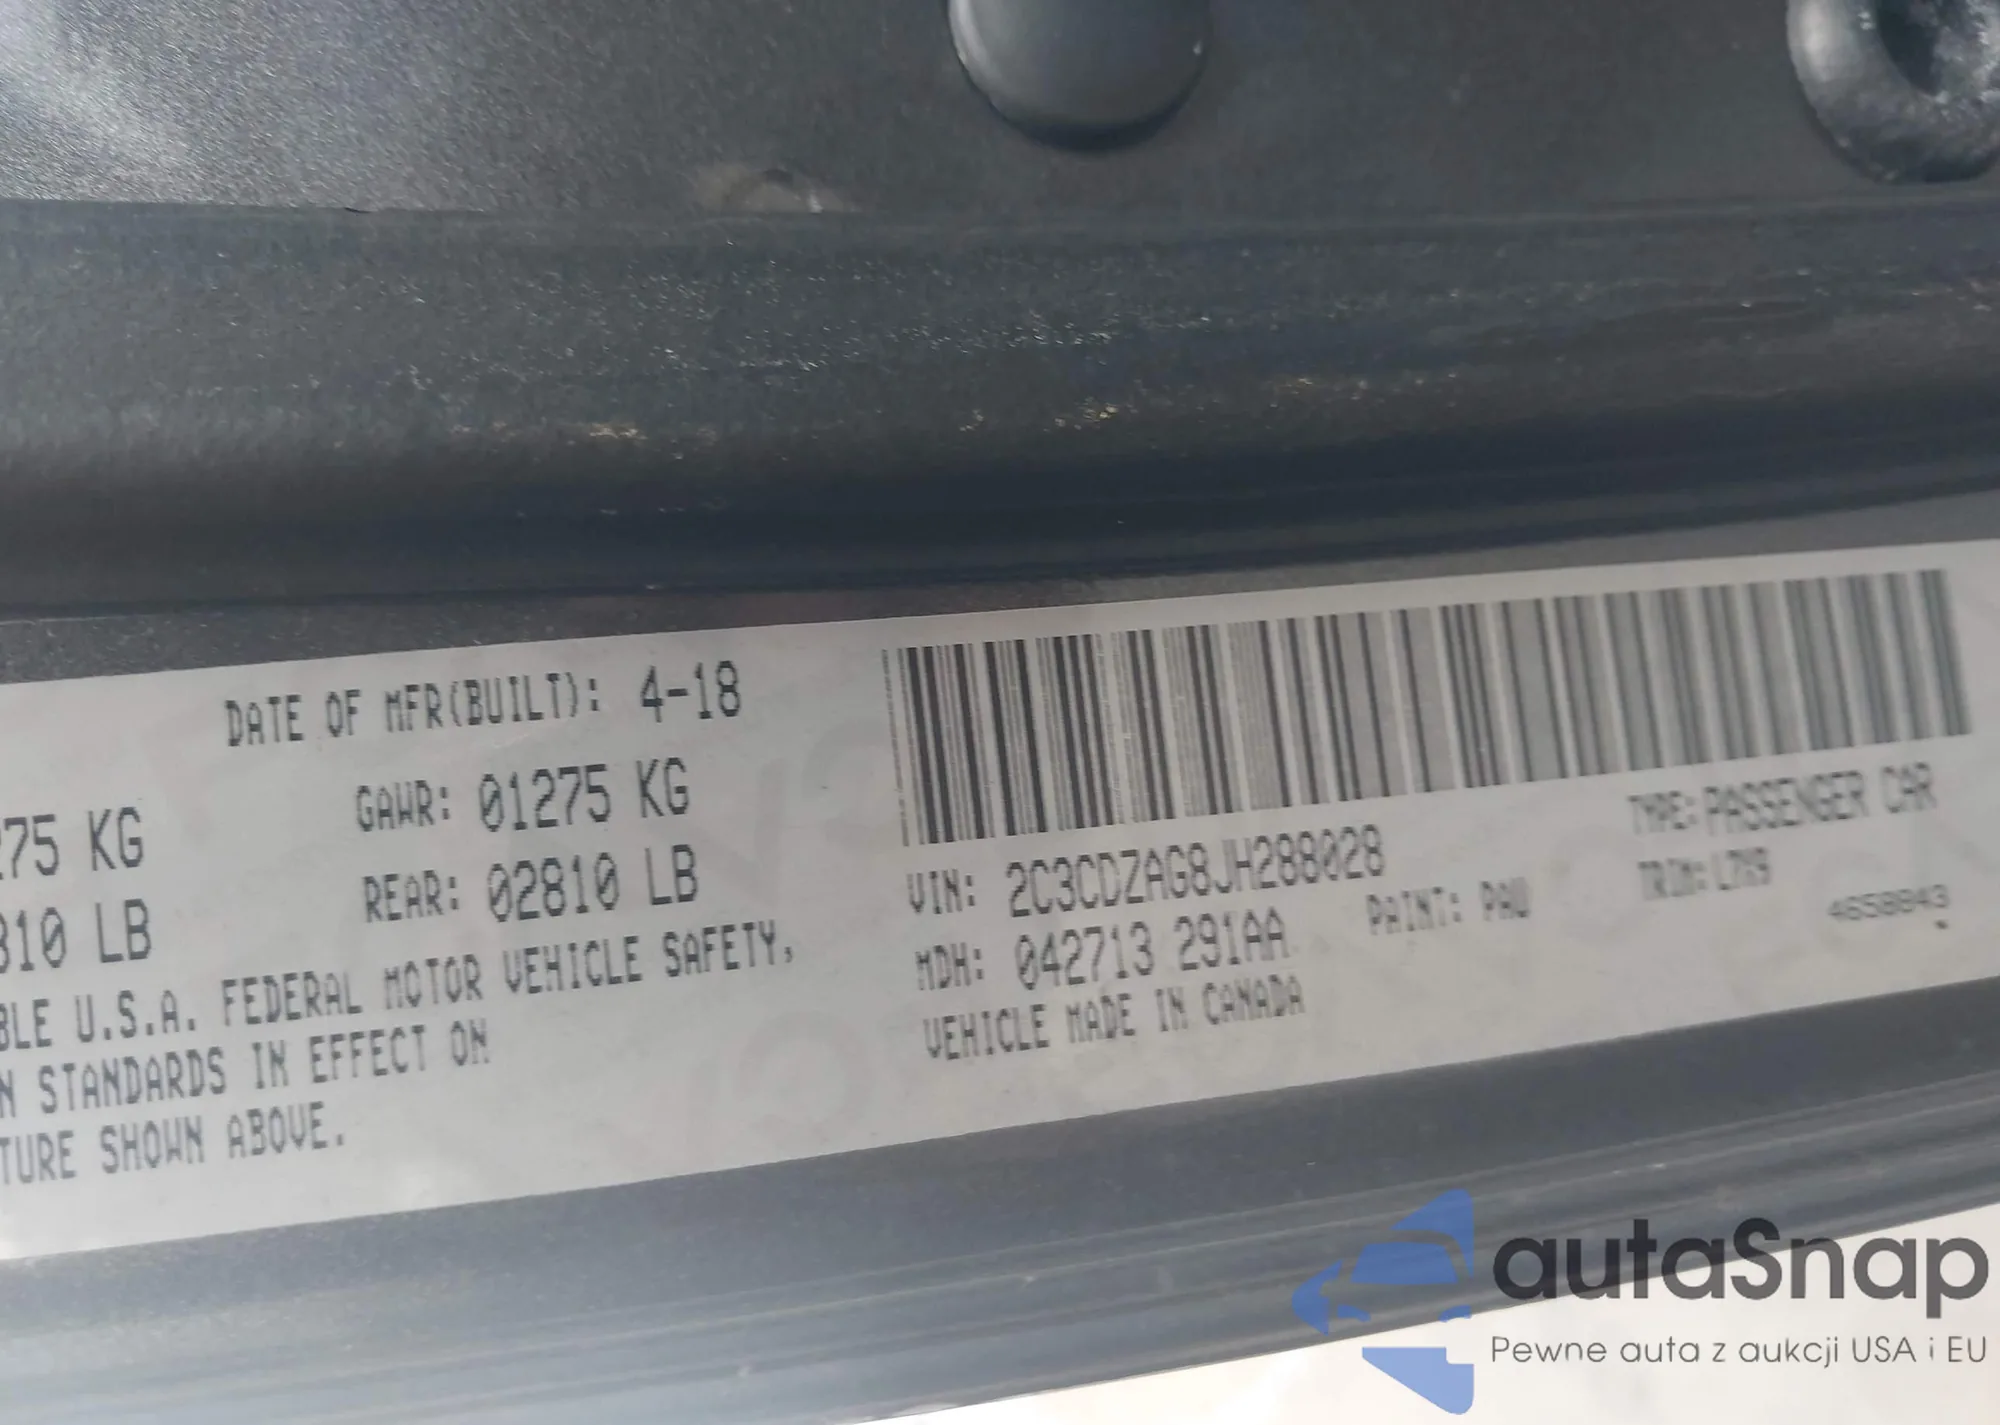 DATE OF MFR(BUILT): 4-18
275 KG GAWR: 01275 KG
810 LB REAR: 02810 LB
BLE U.S.A. FEDERAL MOTOR VEHICLE SAFETY,
N STANDARDS IN EFFECT ON
TURE SHOWN ABOVE.
VIN: 2C3CDZAG8JH288028 TYPE: PASSENGER CAR
MDH: 042713 291AA PAINT: PAU TRIM: L7X9
VEHICLE MADE IN CANADA 4658843
autaSnap
Pewne auta z aukcji USA i EU